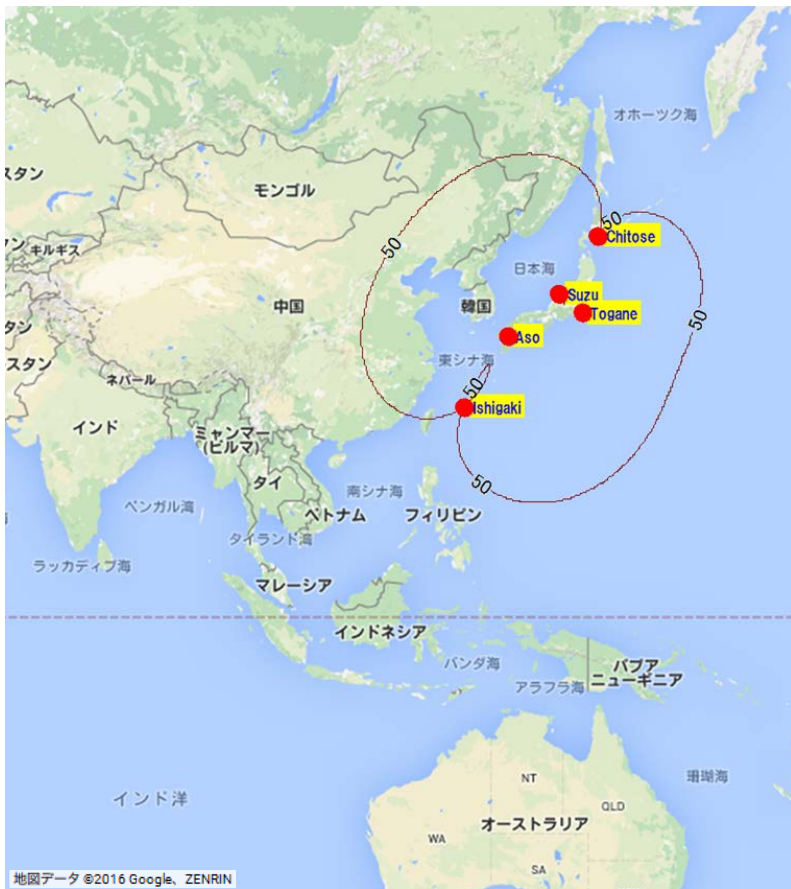 オホーツク海
スタン
モンゴル
50
50
Chitose
キルギス
日本海
中国
韓国
Suzu
Togane
50
タン
スタン
Aso
東シナ海
ネパール
50
Ishigaki
インド
ミャンマー
(ビルマ)
タイ
50
南シナ海
ベンガル湾
ベトナム
フィリピン
タイランド湾
ラッカディブ海
マレーシア
インドネシア
バンダ海
パプア
ニューギニア
アラフラ海
NT
珊瑚海
インド洋
QLD
オーストラリア
WA
SA
地図データ ©2016 Google、ZENRIN